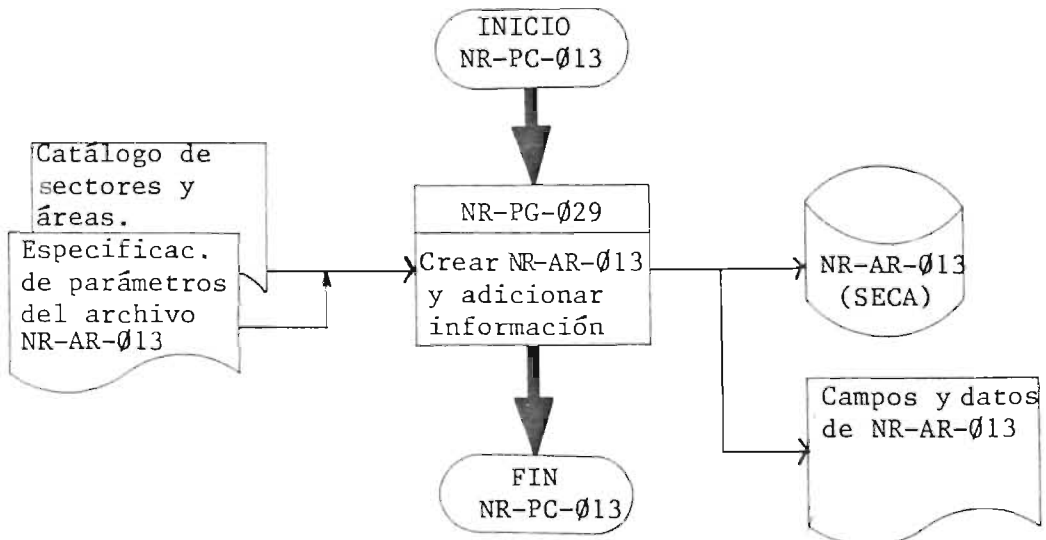 INICIO
NR-PC-Ø13
Catálogo de
sectores y
áreas.
Especificac.
de parámetros
del archivo
NR-AR-Ø13
NR-PG-Ø29
Crear NR-AR-Ø13
y adicionar
información
NR-AR-Ø13
(SECA)
Campos y datos
de NR-AR-Ø13
FIN
NR-PC-Ø13